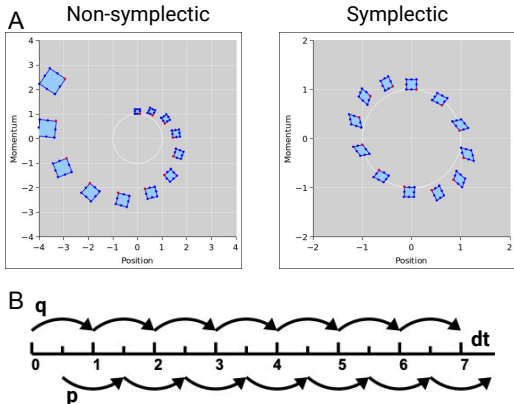 Non-symplectic
Symplectic
A
4
3
2
1
0
−1
−2
−3
−4
Momentum
−4 −3 −2 −1 0 1 2 3 4
Position
2
1
0
−1
−2
Momentum
−2 −1 0 1 2
Position
B
q
dt
0 1 2 3 4 5 6 7
p